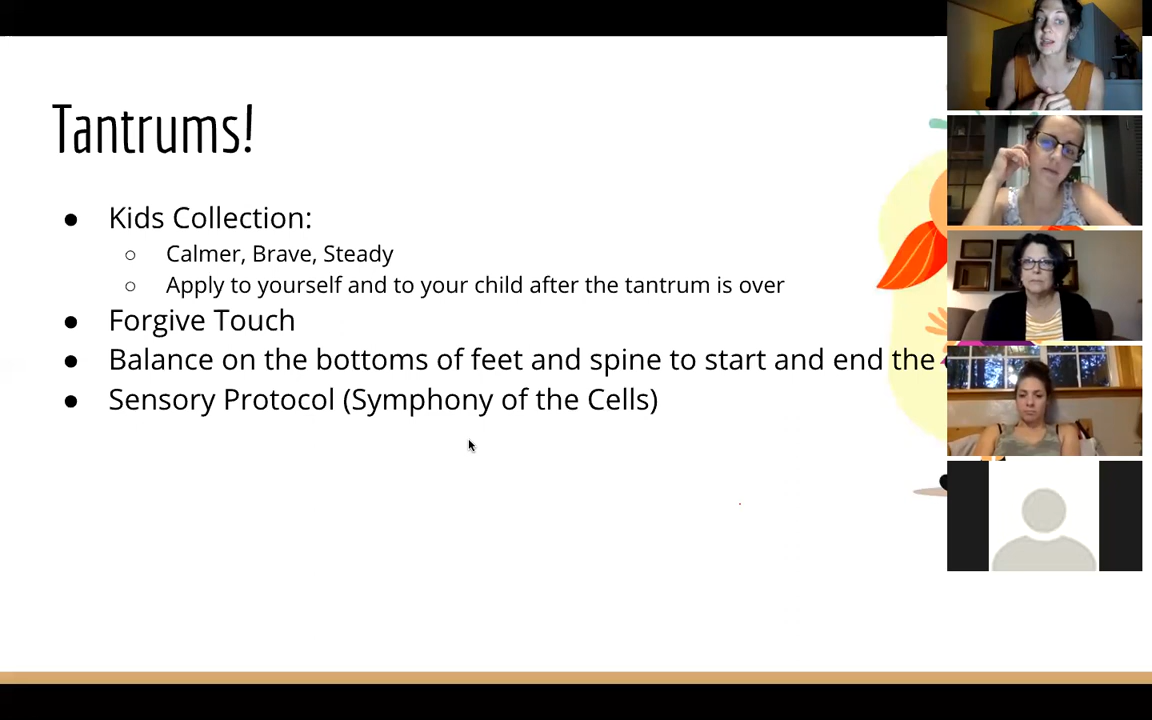 Tantrums!
● Kids Collection:
○ Calmer, Brave, Steady
○ Apply to yourself and to your child after the tantrum is over
● Forgive Touch
● Balance on the bottoms of feet and spine to start and end the
● Sensory Protocol (Symphony of the Cells)